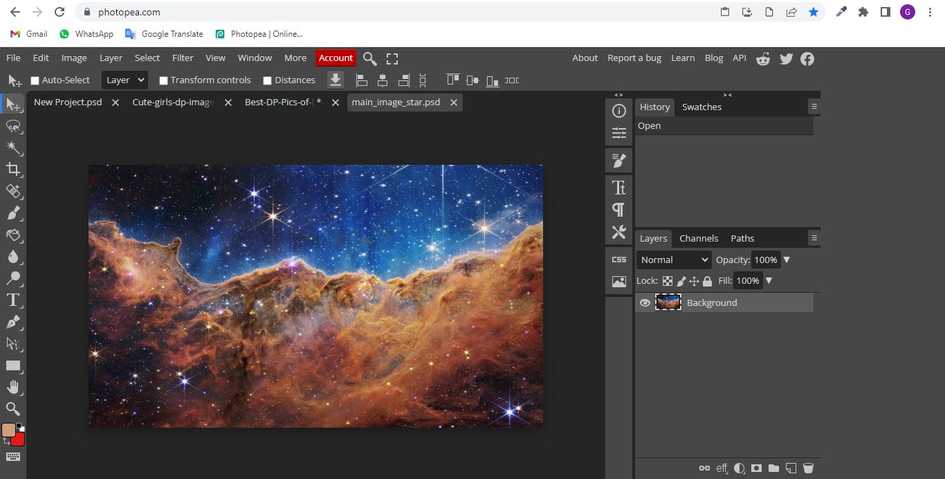 photopea.com
G
Gmail WhatsApp Google Translate Photopea | Online...
File Edit Image Layer Select Filter View Window More Account About Report a bug Learn Blog API
Auto-Select Layer Transform controls Distances
New Project.psd Cute-girls-dp-image Best-DP-Pics-of- * main_image_star.psd
History Swatches
Open
Layers Channels Paths
Normal Opacity: 100%
Lock: Fill: 100%
Background
CSS
eff